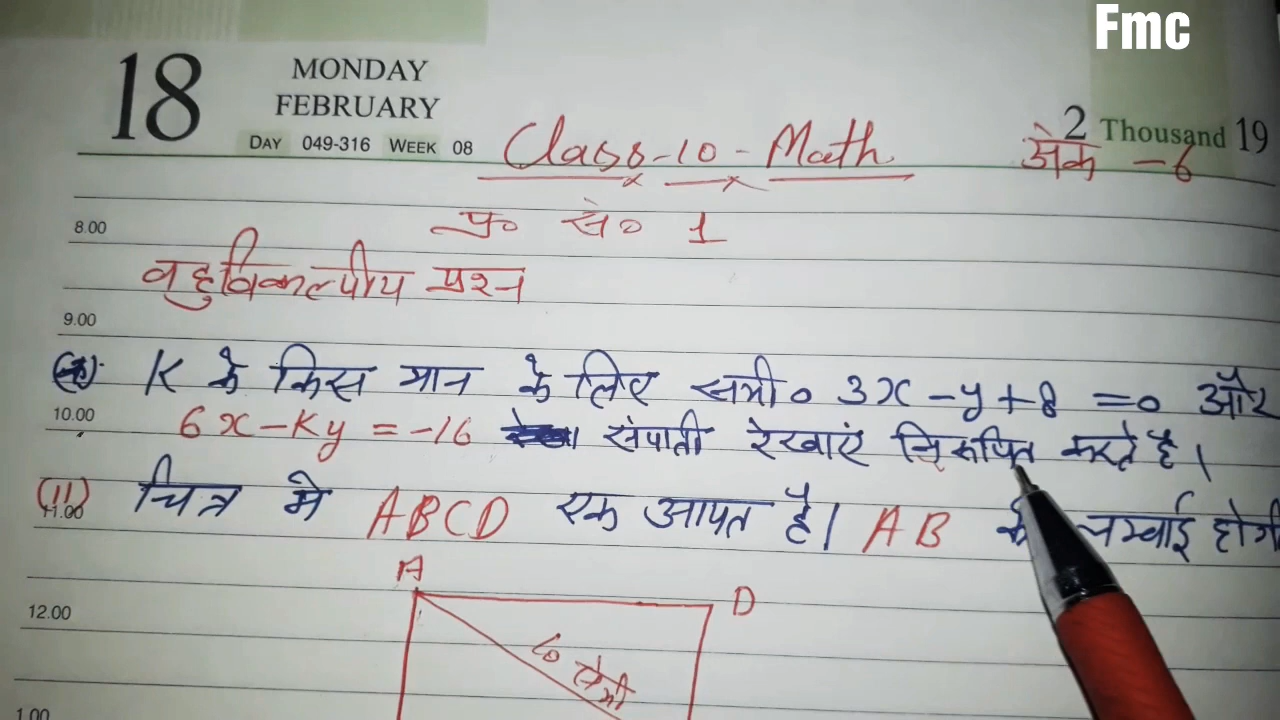 Fmc
18 MONDAY
FEBRUARY
DAY 049-316 WEEK 08
2 Thousand 19
Class-10-Math
अंक -6
8.00
प्र० सं० 1
बहुविकल्पीय प्रश्न
9.00
K के किस मान के लिए समी० 3x-y+8 =0 और
10.00
6x-Ky = -16 संपाती रेखाएं निरूपित करते है।
(11) चित्र मे ABCD एक आयत है। AB की लम्बाई होगी
11.00
A
D
12.00
10 सेमी
1.00